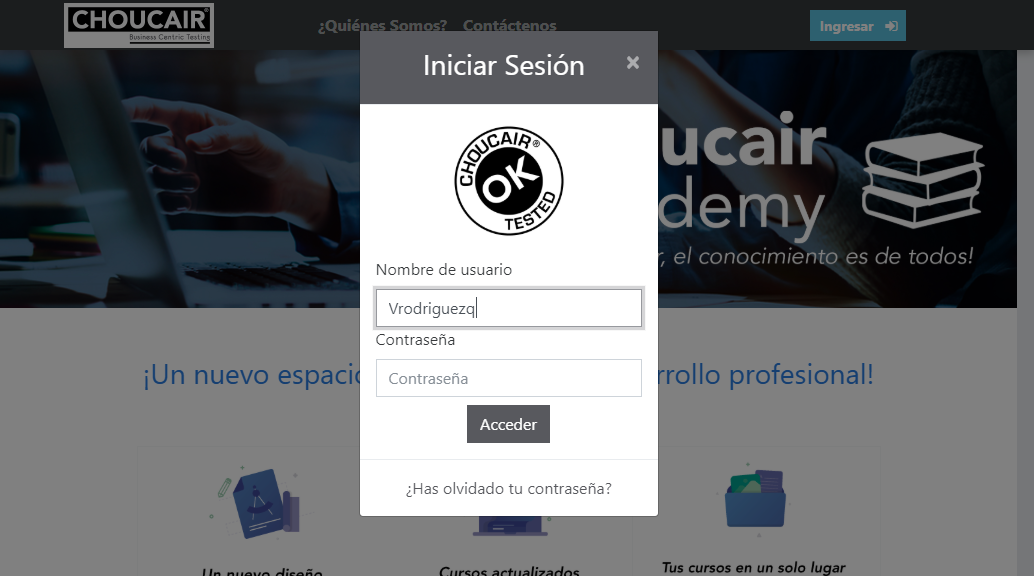 CHOUCAIR®
Business Centric Testing
¿Quiénes Somos? Contáctenos
Ingresar
Iniciar Sesión
×
CHOUCAIR®
OK
TESTED
ucair
demy
, el conocimiento es de todos!
Nombre de usuario
Vrodriguezq
Contraseña
Contraseña
Acceder
¿Has olvidado tu contraseña?
¡Un nuevo espacio
rrollo profesional!
Un nuevo diseño
Cursos actualizados
Tus cursos en un solo lugar